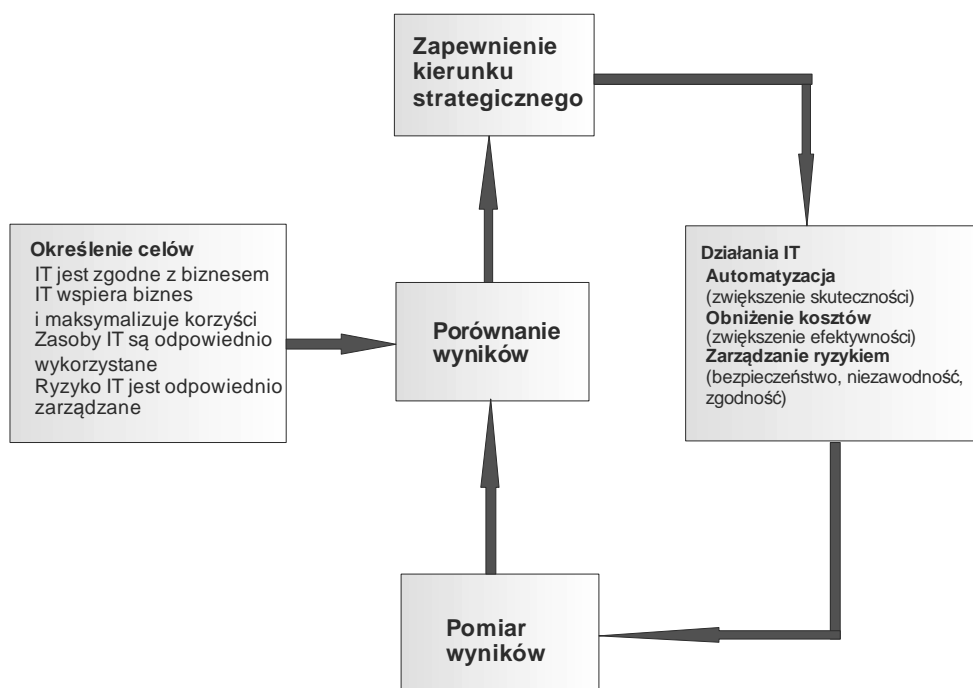 Zapewnienie
kierunku
strategicznego
Określenie celów
IT jest zgodne z biznesem
IT wspiera biznes
i maksymalizuje korzyści
Zasoby IT są odpowiednio
wykorzystane
Ryzyko IT jest odpowiednio
zarządzane
Porównanie
wyników
Działania IT
Automatyzacja
(zwiększenie skuteczności)
Obniżenie kosztów
(zwiększenie efektywności)
Zarządzanie ryzykiem
(bezpieczeństwo, niezawodność,
zgodność)
Pomiar
wyników